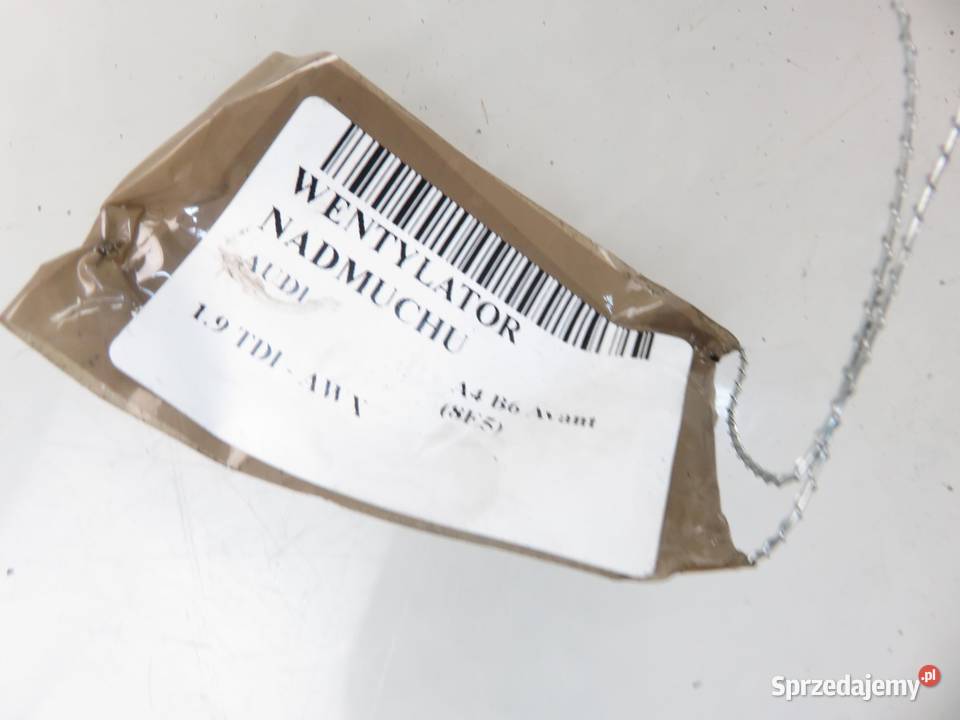 WENTYLATOR
NADMUCHU
AUDI
A4 B6 Avant
(8E5)
1.9 TDI - AWX
Sprzedajemy.pl